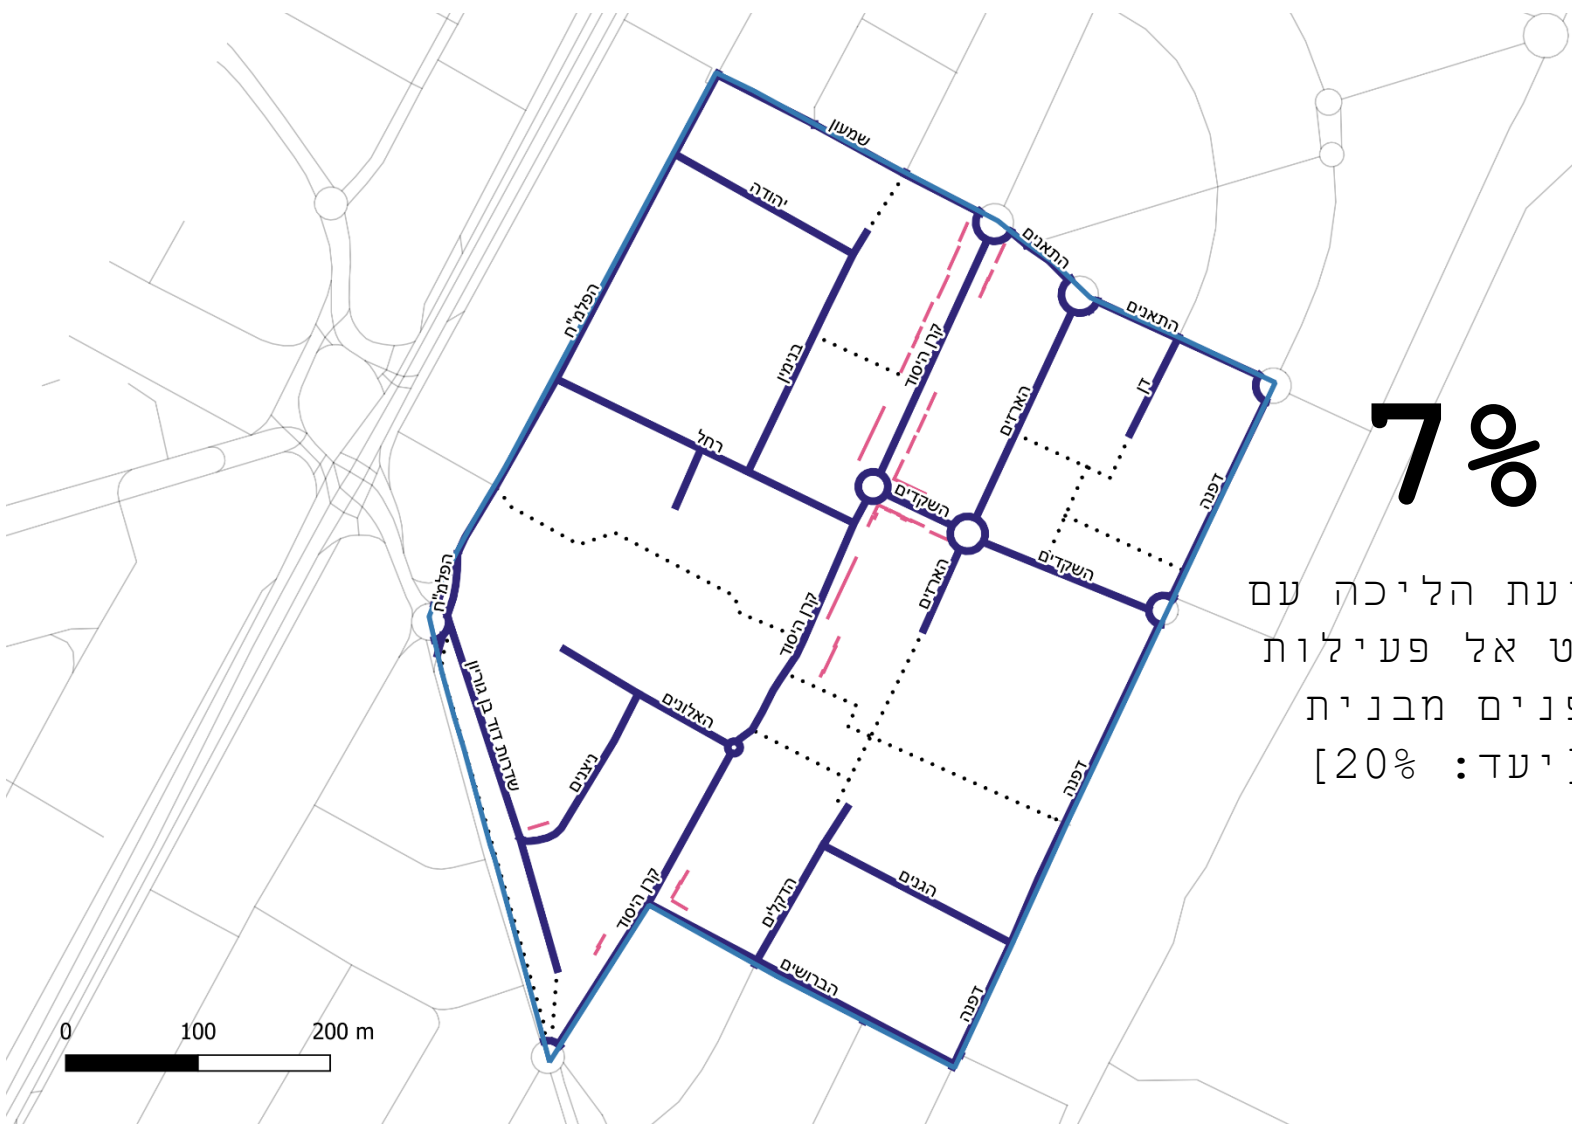 שמעון
יהודה
התאנים
התאנים
הפלמ"ח
קרן היסוד
בנימין
דן
הארזים
7%
רחל
השקדים
דפנה
השקדים
הפלמ"ח
הארזים
הליכה עם
קרן היסוד
אל פעילות
שדרות דוד בן גוריון
האלונים
מבנית
ניצנים
דפנה
יעד: 20%]
קרן היסוד
הדקלים
הגנים
הברושים
דפנה
0 100 200 m